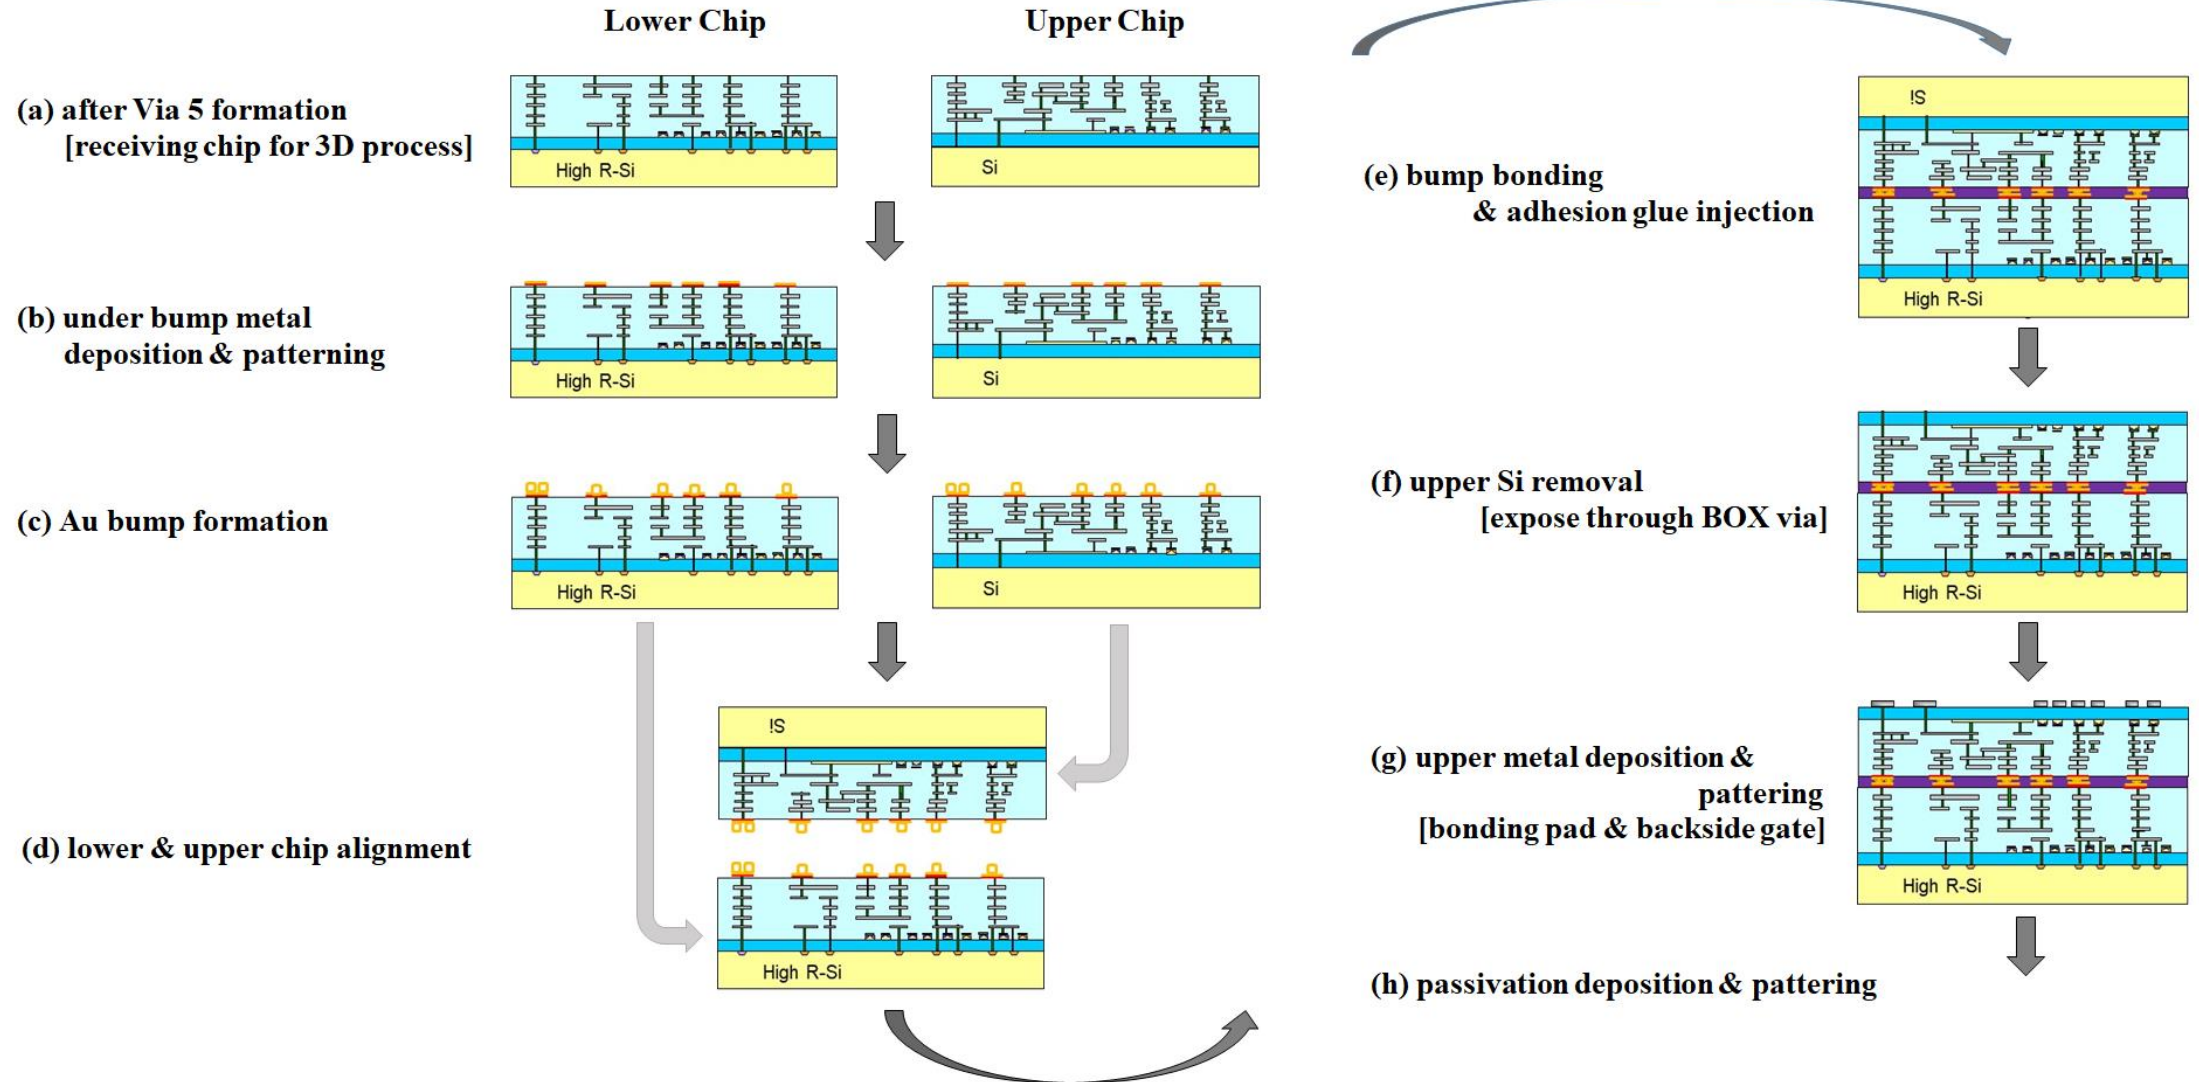 Lower Chip
Upper Chip
(a) after Via 5 formation
[receiving chip for 3D process]
High R-Si
Si
(b) under bump metal
deposition & patterning
High R-Si
Si
(c) Au bump formation
High R-Si
Si
Si
(d) lower & upper chip alignment
High R-Si
Si
(e) bump bonding
& adhesion glue injection
High R-Si
(f) upper Si removal
[expose through BOX via]
High R-Si
(g) upper metal deposition &
pattering
[bonding pad & backside gate]
High R-Si
(h) passivation deposition & pattering